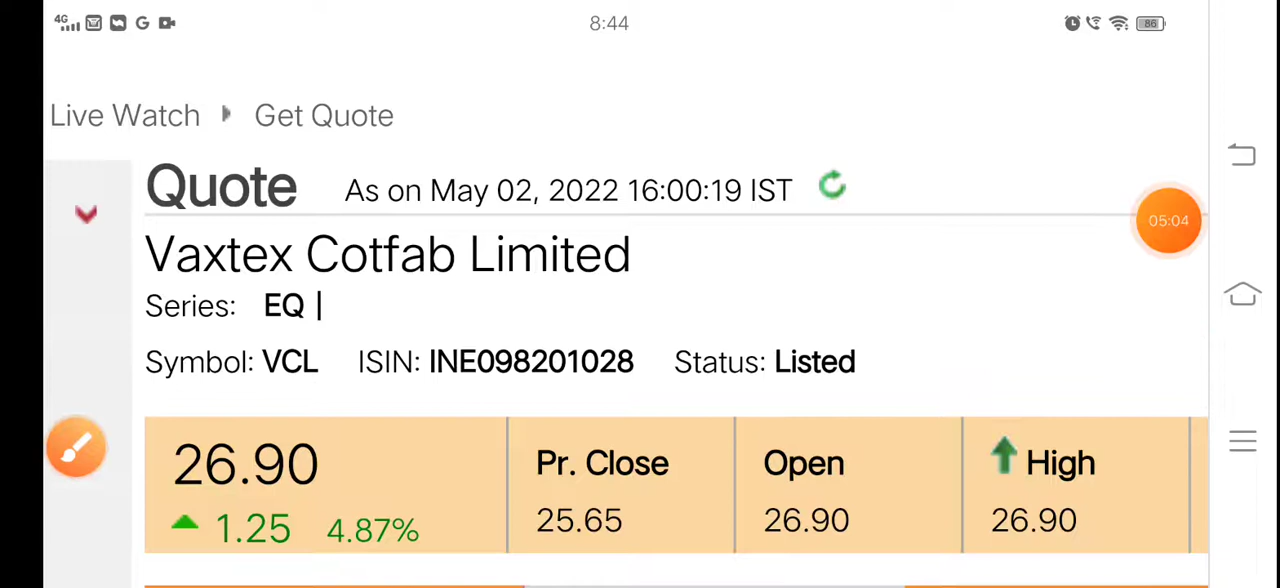 4G 8:44 86
Live Watch Get Quote
Quote As on May 02, 2022 16:00:19 IST
05:04
Vaxtex Cotfab Limited
Series: EQ |
Symbol: VCL ISIN: INE098201028 Status: Listed
26.90 Pr. Close Open High
1.25 4.87% 25.65 26.90 26.90